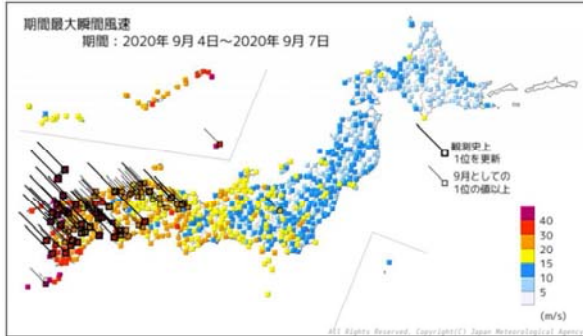 期間最大瞬間風速
期間：2020年 9月 4日～2020年 9月 7日
観測史上
1位を更新
9月としての
1位の値以上
40
30
20
15
10
5
(m/s)
All Rights Reserved, Copyright(C) Japan Meteorological Agency